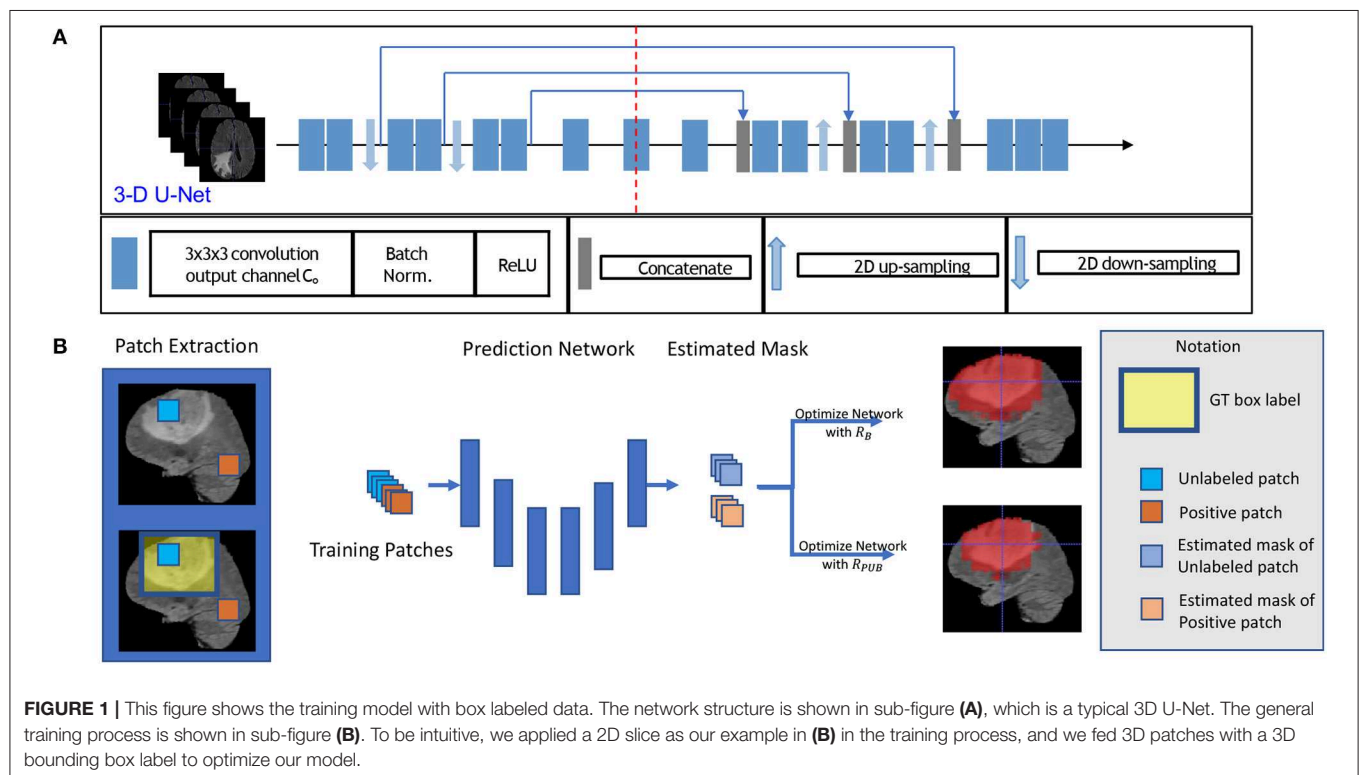 A
3-D U-Net
3x3x3 convolution
output channel Cₒ
Batch
Norm.
ReLU
Concatenate
2D up-sampling
2D down-sampling
B
Patch Extraction
Prediction Network
Estimated Mask
Training Patches
Optimize Network
with R_B
Optimize Network
with R_PUB
Notation
GT box label
Unlabeled patch
Positive patch
Estimated mask of
Unlabeled patch
Estimated mask of
Positive patch
FIGURE 1 | This figure shows the training model with box labeled data. The network structure is shown in sub-figure (A), which is a typical 3D U-Net. The general
training process is shown in sub-figure (B). To be intuitive, we applied a 2D slice as our example in (B) in the training process, and we fed 3D patches with a 3D
bounding box label to optimize our model.